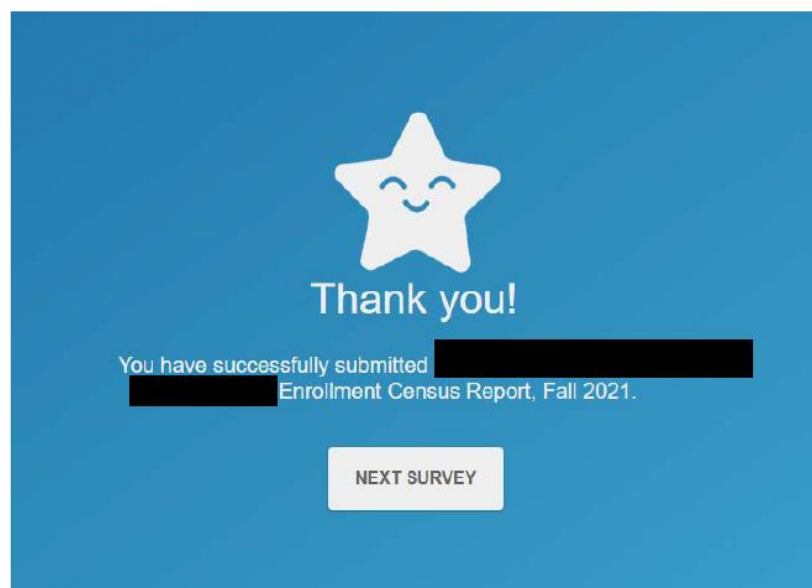 Thank you!
You have successfully submitted
Enrollment Census Report, Fall 2021.
NEXT SURVEY